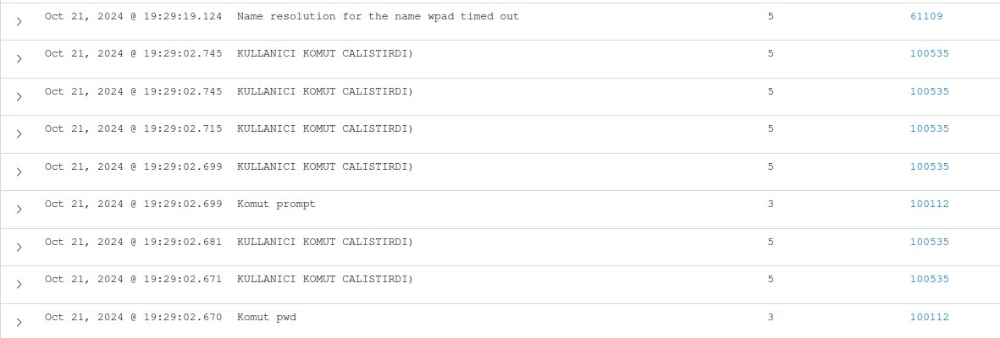 Oct 21, 2024 @ 19:29:19.124 Name resolution for the name wpad timed out 5 61109
Oct 21, 2024 @ 19:29:02.745 KULLANICI KOMUT CALISTIRDI) 5 100535
Oct 21, 2024 @ 19:29:02.745 KULLANICI KOMUT CALISTIRDI) 5 100535
Oct 21, 2024 @ 19:29:02.715 KULLANICI KOMUT CALISTIRDI) 5 100535
Oct 21, 2024 @ 19:29:02.699 KULLANICI KOMUT CALISTIRDI) 5 100535
Oct 21, 2024 @ 19:29:02.699 Komut prompt 3 100112
Oct 21, 2024 @ 19:29:02.681 KULLANICI KOMUT CALISTIRDI) 5 100535
Oct 21, 2024 @ 19:29:02.671 KULLANICI KOMUT CALISTIRDI) 5 100535
Oct 21, 2024 @ 19:29:02.670 Komut pwd 3 100112